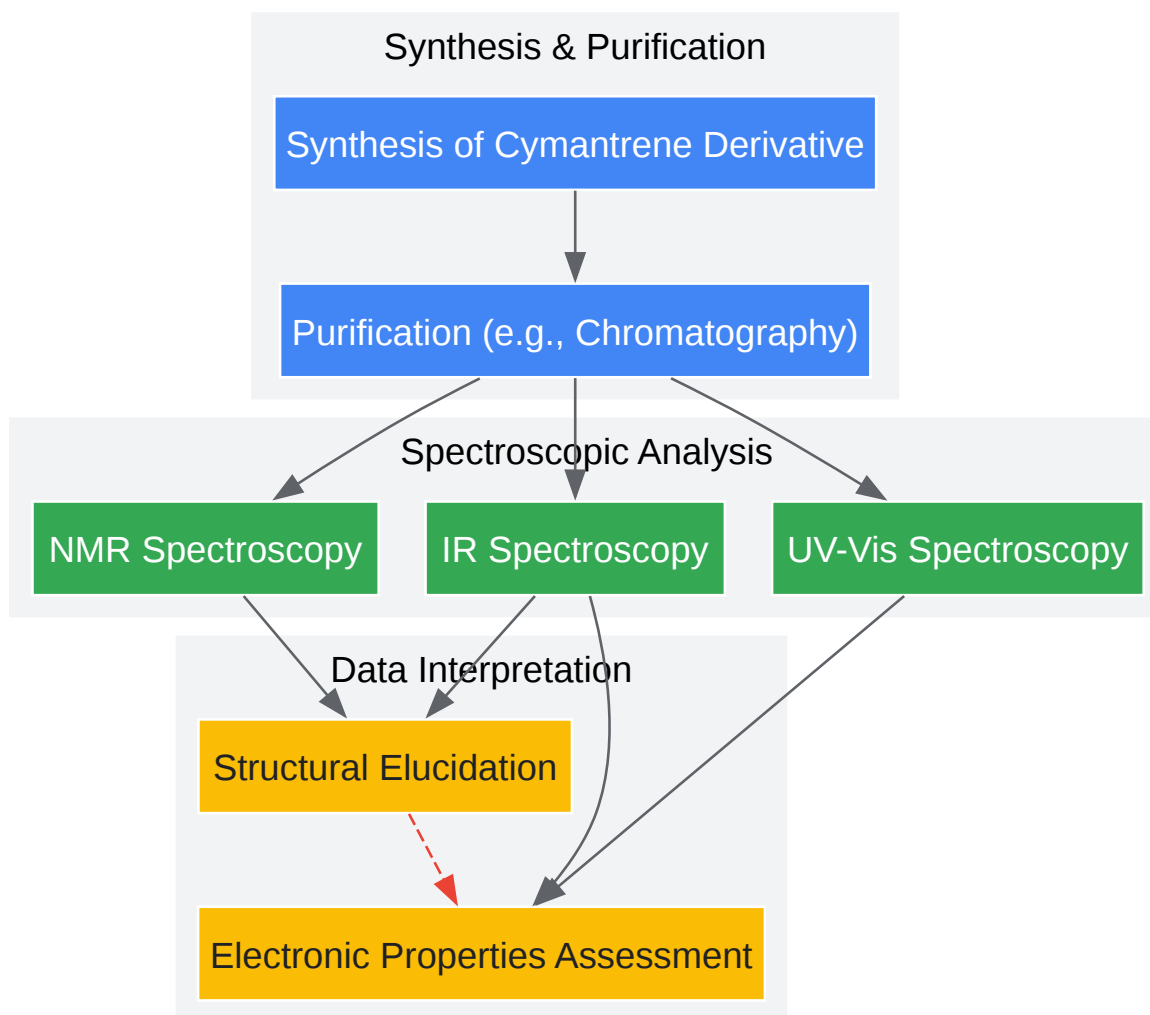 Synthesis & Purification
Synthesis of Cymantrene Derivative
Purification (e.g., Chromatography)
Spectroscopic Analysis
NMR Spectroscopy
IR Spectroscopy
UV-Vis Spectroscopy
Data Interpretation
Structural Elucidation
Electronic Properties Assessment